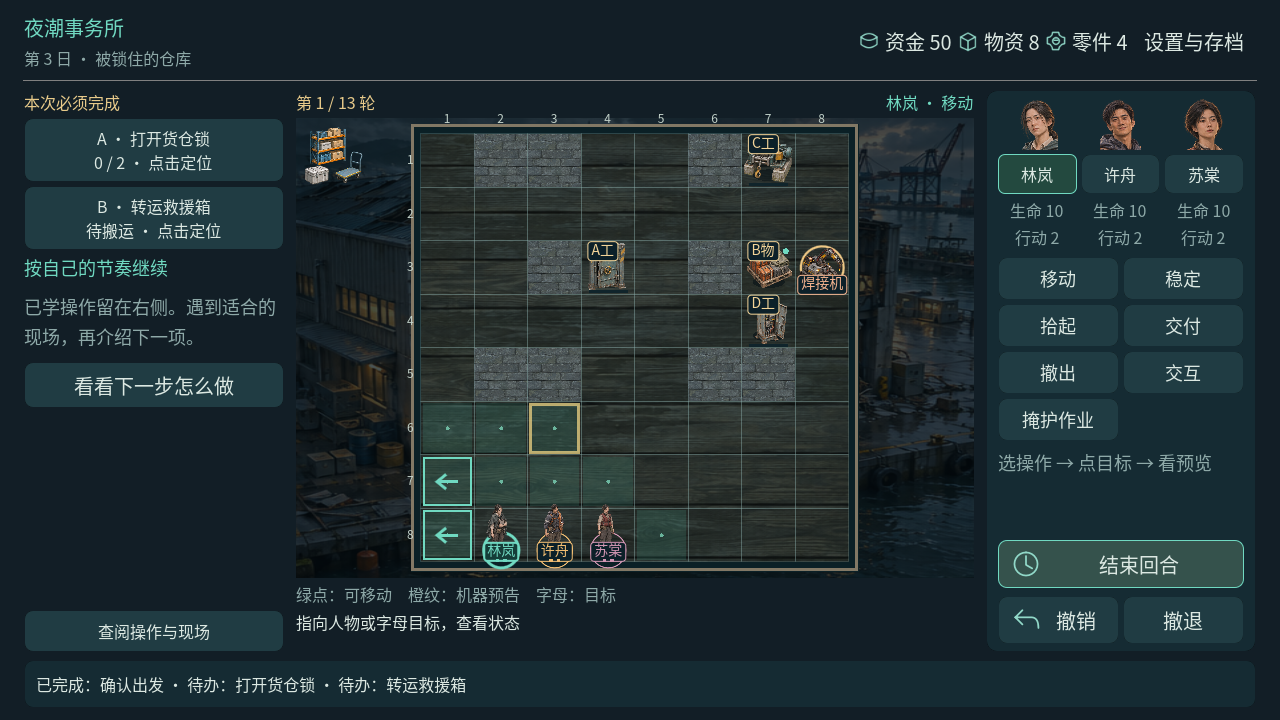 夜潮事务所
第 3 日 · 被锁住的仓库
资金 50 物资 8 零件 4 设置与存档
本次必须完成
A · 打开货仓锁
0 / 2 · 点击定位
B · 转运救援箱
待搬运 · 点击定位
按自己的节奏继续
已学操作留在右侧。遇到适合的
现场，再介绍下一项。
看看下一步怎么做
查阅操作与现场
第 1 / 13 轮
林岚 · 移动
1 2 3 4 5 6 7 8
1
C工
2
3
A工
B物
焊接机
4
D工
5
6
7
8
林岚 许舟 苏棠
绿点：可移动 橙纹：机器预告 字母：目标
指向人物或字母目标，查看状态
林岚 许舟 苏棠
生命 10 生命 10 生命 10
行动 2 行动 2 行动 2
移动 稳定
拾起 交付
撤出 交互
掩护作业
选操作 → 点目标 → 看预览
结束回合
撤销 撤退
已完成：确认出发 · 待办：打开货仓锁 · 待办：转运救援箱